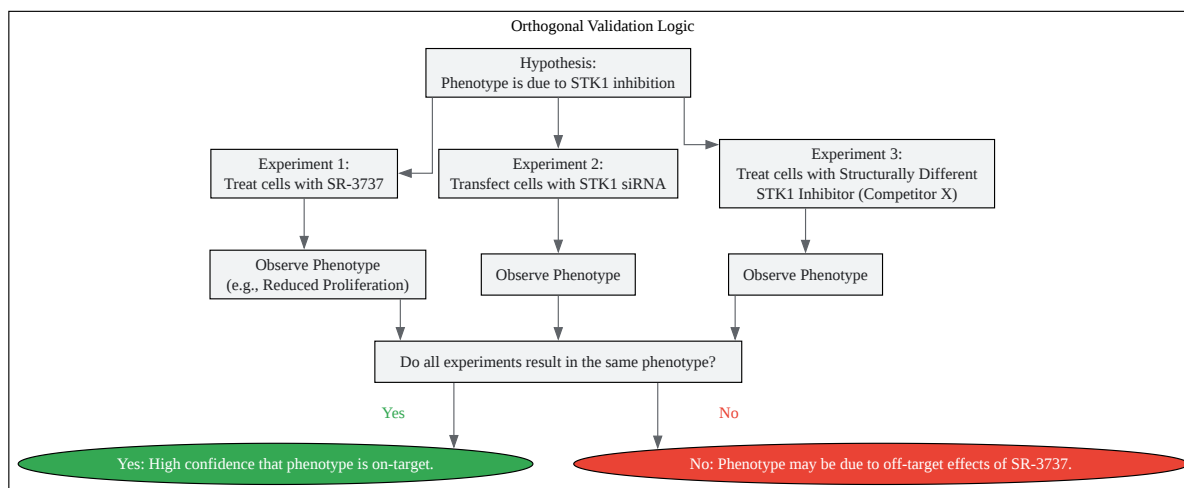 Orthogonal Validation Logic
Hypothesis:
Phenotype is due to STK1 inhibition
Experiment 1:
Treat cells with SR-3737
Experiment 2:
Transfect cells with STK1 siRNA
Experiment 3:
Treat cells with Structurally Different
STK1 Inhibitor (Competitor X)
Observe Phenotype
(e.g., Reduced Proliferation)
Observe Phenotype
Observe Phenotype
Do all experiments result in the same phenotype?
Yes
No
Yes: High confidence that phenotype is on-target.
No: Phenotype may be due to off-target effects of SR-3737.